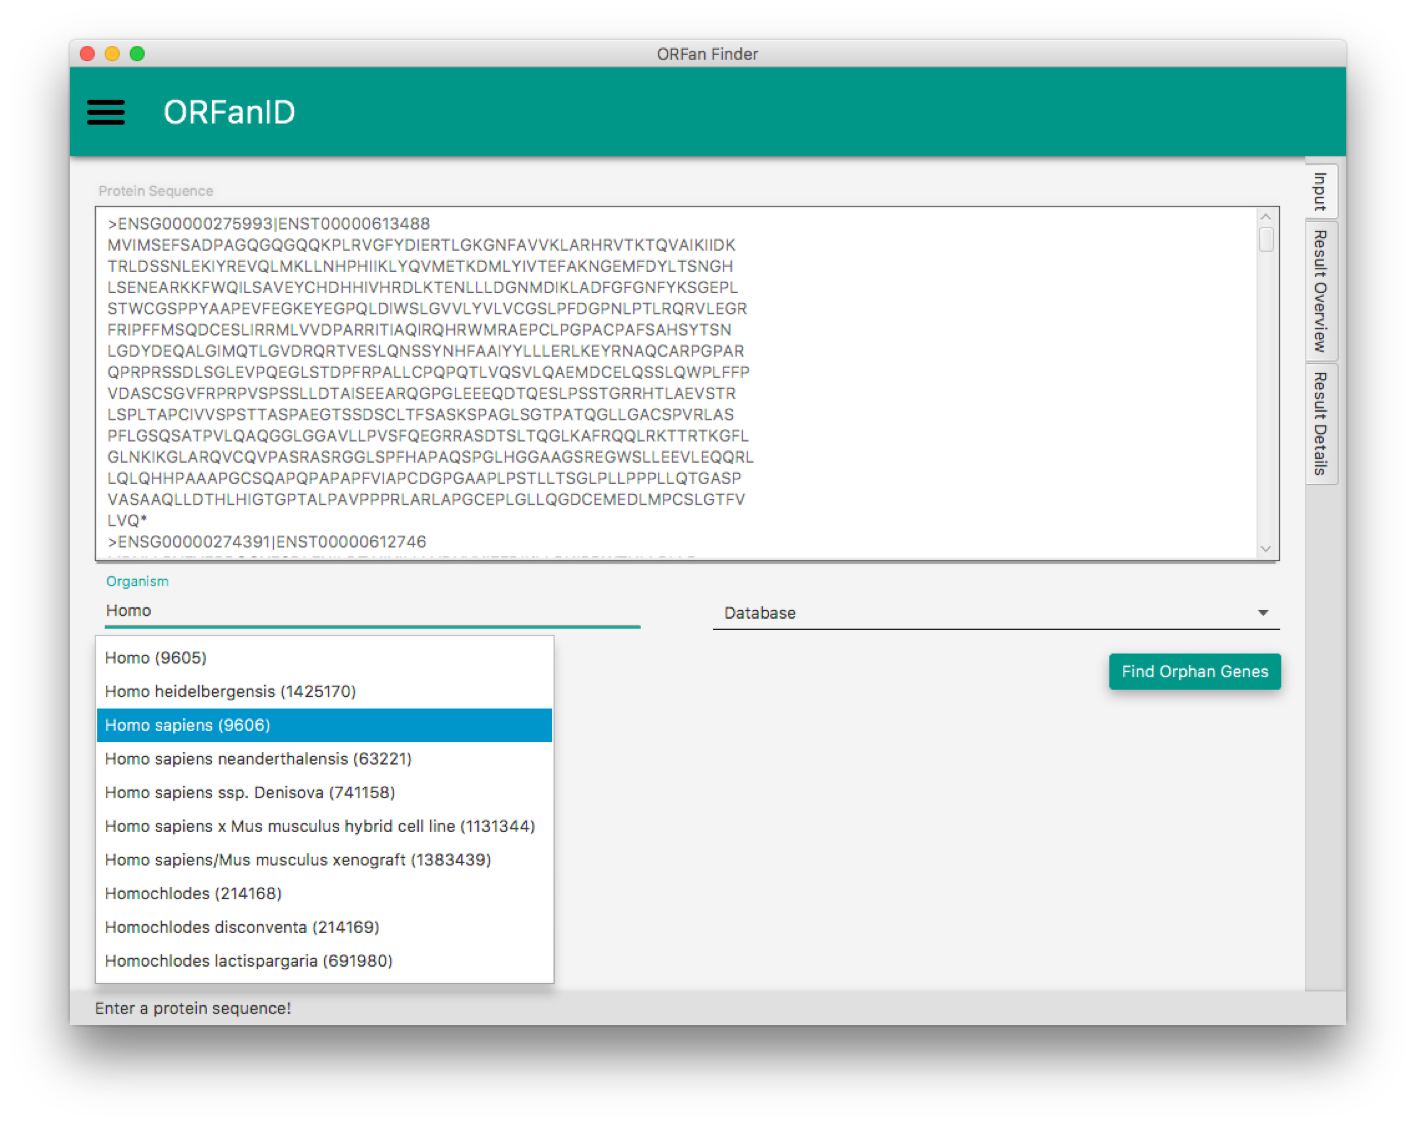 ORFan Finder
ORFanID
Protein Sequence
>ENSG00000275993|ENST00000613488
MVIMSEFSADPAGQGQGQQKPLRVGFYDIERTLGKGNFAVVKLARHRVTKTQVAIKIIDK
TRLDSSNLEKIYREVQLMKLLNHPHIIKLYQVMETKDMLYIVTEFAKNGEMFDYLTSNGH
LSENEARKKFWQILSAVEYCHDHHIVHRDLKTENLLLDGNMDIKLADFGFGNFYKSGEPL
STWCGSPPYAAPEVFEGKEYEGPQLDIWSLGVVLYVLVCGSLPFDGPNLPTLRQRVLEGR
FRIPFFMSQDCESLIRRMLVVDPARRITIAQIRQHRWMRAEPCLPGPACPAFSAHSYTSN
LGDYDEQALGIMQTLGVDRQRTVESLQNSSYNHFAAIYYLLLERLKEYRNAQCARPGPAR
QPRPRSSDLSGLEVPQEGLSTDPFRPALLCPQPQTLVQSVLQAEMDCELQSSLQWPLFFP
VDASCSGVFRPRPVSPSSLLDTAISEEARQGPGLEEEQDTQESLPSSTGRRHTLAEVSTR
LSPLTAPCIVVSPSTTASPAEGTSSDSCLTFSASKSPAGLSGTPATQGLLGACSPVRLAS
PFLGSQSATPVLQAQGGLGGAVLLPVSFQEGRRASDTSLTQGLKAFRQQLRKTTRTKGFL
GLNKIKGLARQVCQVPASRASRGGLSPFHAPAQSPGLHGGAAGSREGWSLLEEVLEQQRL
LQLQHHPAAAPGCSQAPQPAPAPFVIAPCDGPGAAPLPSTLLTSGLPLLPPPLLQTGASP
VASAAQLLDTHLHIGTGPTALPAVPPPRLARLAPGCEPLGLLQGDCEMEDLMPCSLGTFV
LVQ*
>ENSG00000274391|ENST00000612746
Organism
Homo
Database
Homo (9605)
Homo heidelbergensis (1425170)
Homo sapiens (9606)
Homo sapiens neanderthalensis (63221)
Homo sapiens ssp. Denisova (741158)
Homo sapiens x Mus musculus hybrid cell line (1131344)
Homo sapiens/Mus musculus xenograft (1383439)
Homochlodes (214168)
Homochlodes disconventa (214169)
Homochlodes lactispargaria (691980)
Find Orphan Genes
Enter a protein sequence!
Input
Result Overview
Result Details